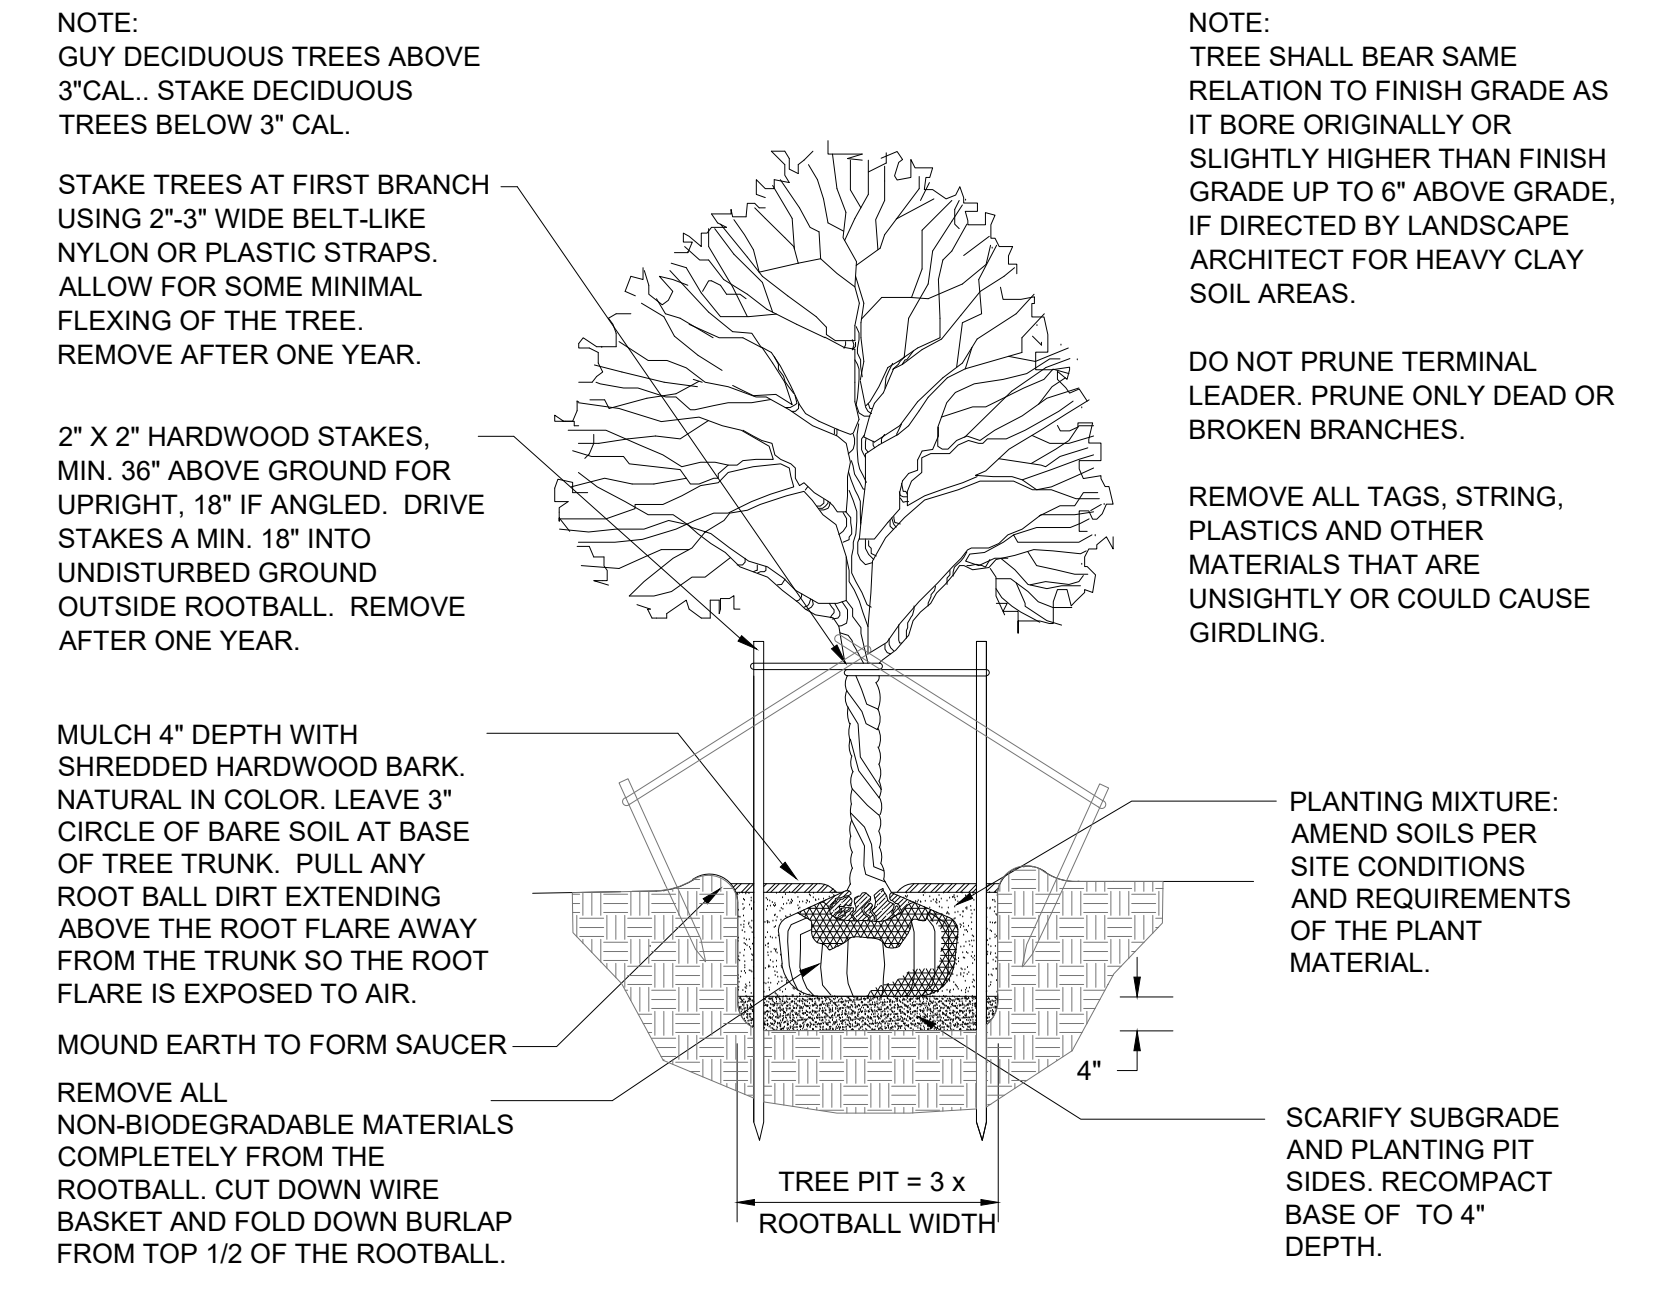 NOTE:
GUY DECIDUOUS TREES ABOVE
3"CAL.. STAKE DECIDUOUS
TREES BELOW 3" CAL.
STAKE TREES AT FIRST BRANCH
USING 2"-3" WIDE BELT-LIKE
NYLON OR PLASTIC STRAPS.
ALLOW FOR SOME MINIMAL
FLEXING OF THE TREE.
REMOVE AFTER ONE YEAR.
2" X 2" HARDWOOD STAKES,
MIN. 36" ABOVE GROUND FOR
UPRIGHT, 18" IF ANGLED.  DRIVE
STAKES A MIN. 18" INTO
UNDISTURBED GROUND
OUTSIDE ROOTBALL.  REMOVE
AFTER ONE YEAR.
MULCH 4" DEPTH WITH
SHREDDED HARDWOOD BARK.
NATURAL IN COLOR. LEAVE 3"
CIRCLE OF BARE SOIL AT BASE
OF TREE TRUNK.  PULL ANY
ROOT BALL DIRT EXTENDING
ABOVE THE ROOT FLARE AWAY
FROM THE TRUNK SO THE ROOT
FLARE IS EXPOSED TO AIR.
MOUND EARTH TO FORM SAUCER
REMOVE ALL
NON-BIODEGRADABLE MATERIALS
COMPLETELY FROM THE
ROOTBALL. CUT DOWN WIRE
BASKET AND FOLD DOWN BURLAP
FROM TOP 1/2 OF THE ROOTBALL.
TREE PIT = 3 x
ROOTBALL WIDTH
NOTE:
TREE SHALL BEAR SAME
RELATION TO FINISH GRADE AS
IT BORE ORIGINALLY OR
SLIGHTLY HIGHER THAN FINISH
GRADE UP TO 6" ABOVE GRADE,
IF DIRECTED BY LANDSCAPE
ARCHITECT FOR HEAVY CLAY
SOIL AREAS.
DO NOT PRUNE TERMINAL
LEADER. PRUNE ONLY DEAD OR
BROKEN BRANCHES.
REMOVE ALL TAGS, STRING,
PLASTICS AND OTHER
MATERIALS THAT ARE
UNSIGHTLY OR COULD CAUSE
GIRDLING.
PLANTING MIXTURE:
AMEND SOILS PER
SITE CONDITIONS
AND REQUIREMENTS
OF THE PLANT
MATERIAL.
4"
SCARIFY SUBGRADE
AND PLANTING PIT
SIDES. RECOMPACT
BASE OF  TO 4"
DEPTH.